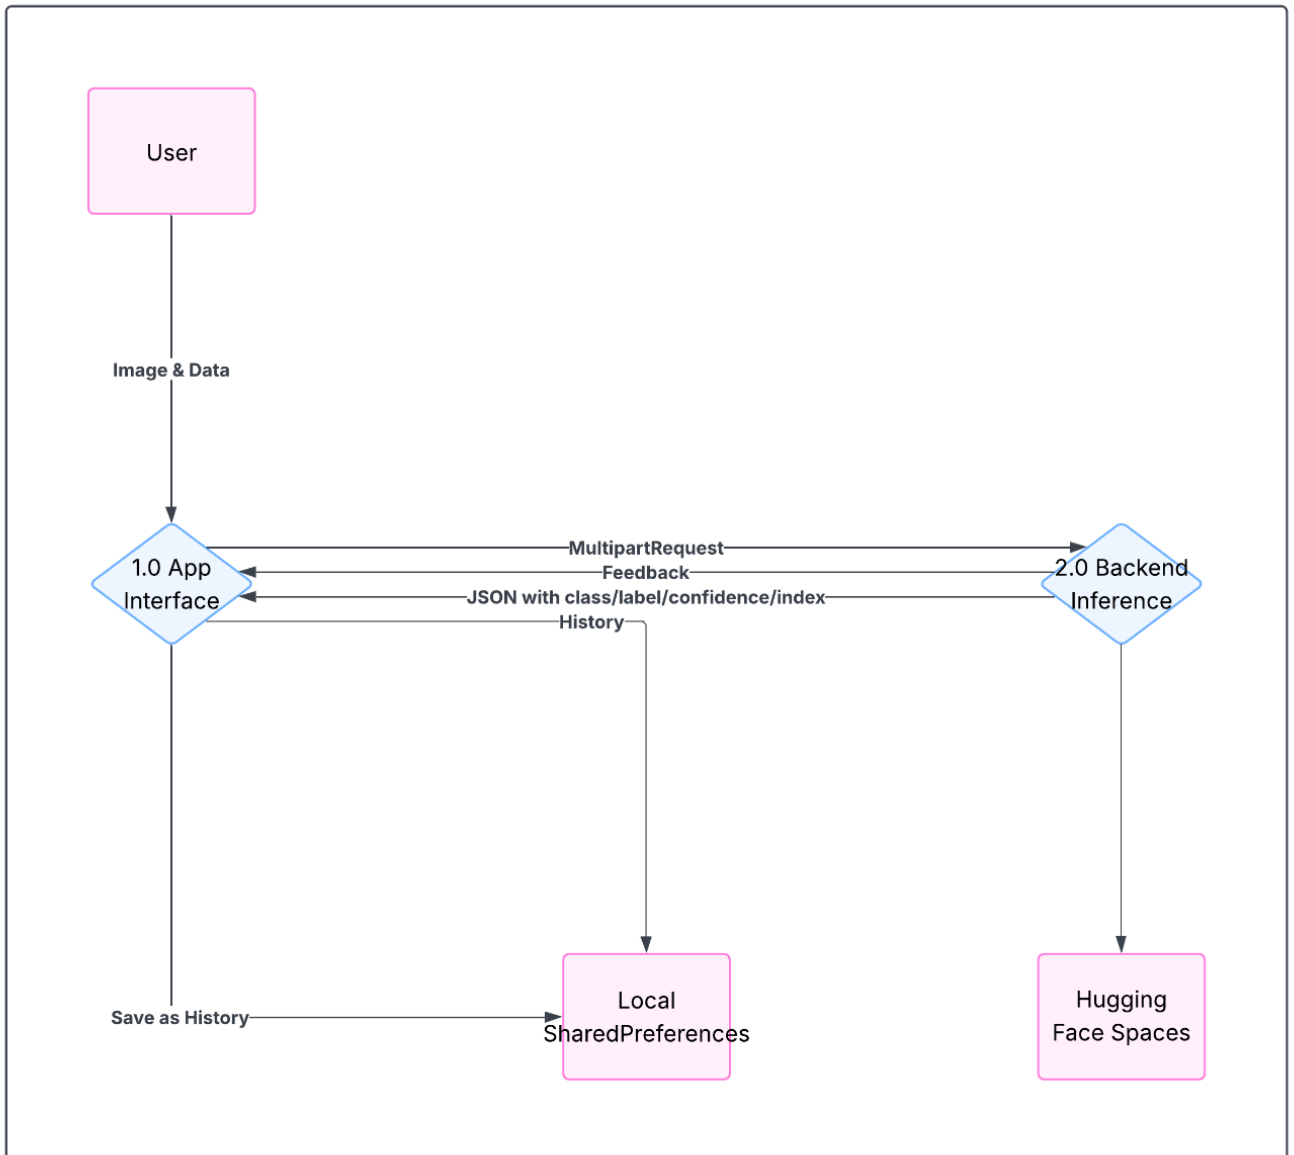 User
Image & Data
MultipartRequest
1.0 App
Interface
Feedback
2.0 Backend
Inference
JSON with class/label/confidence/index
History
Save as History
Local
SharedPreferences
Hugging
Face Spaces